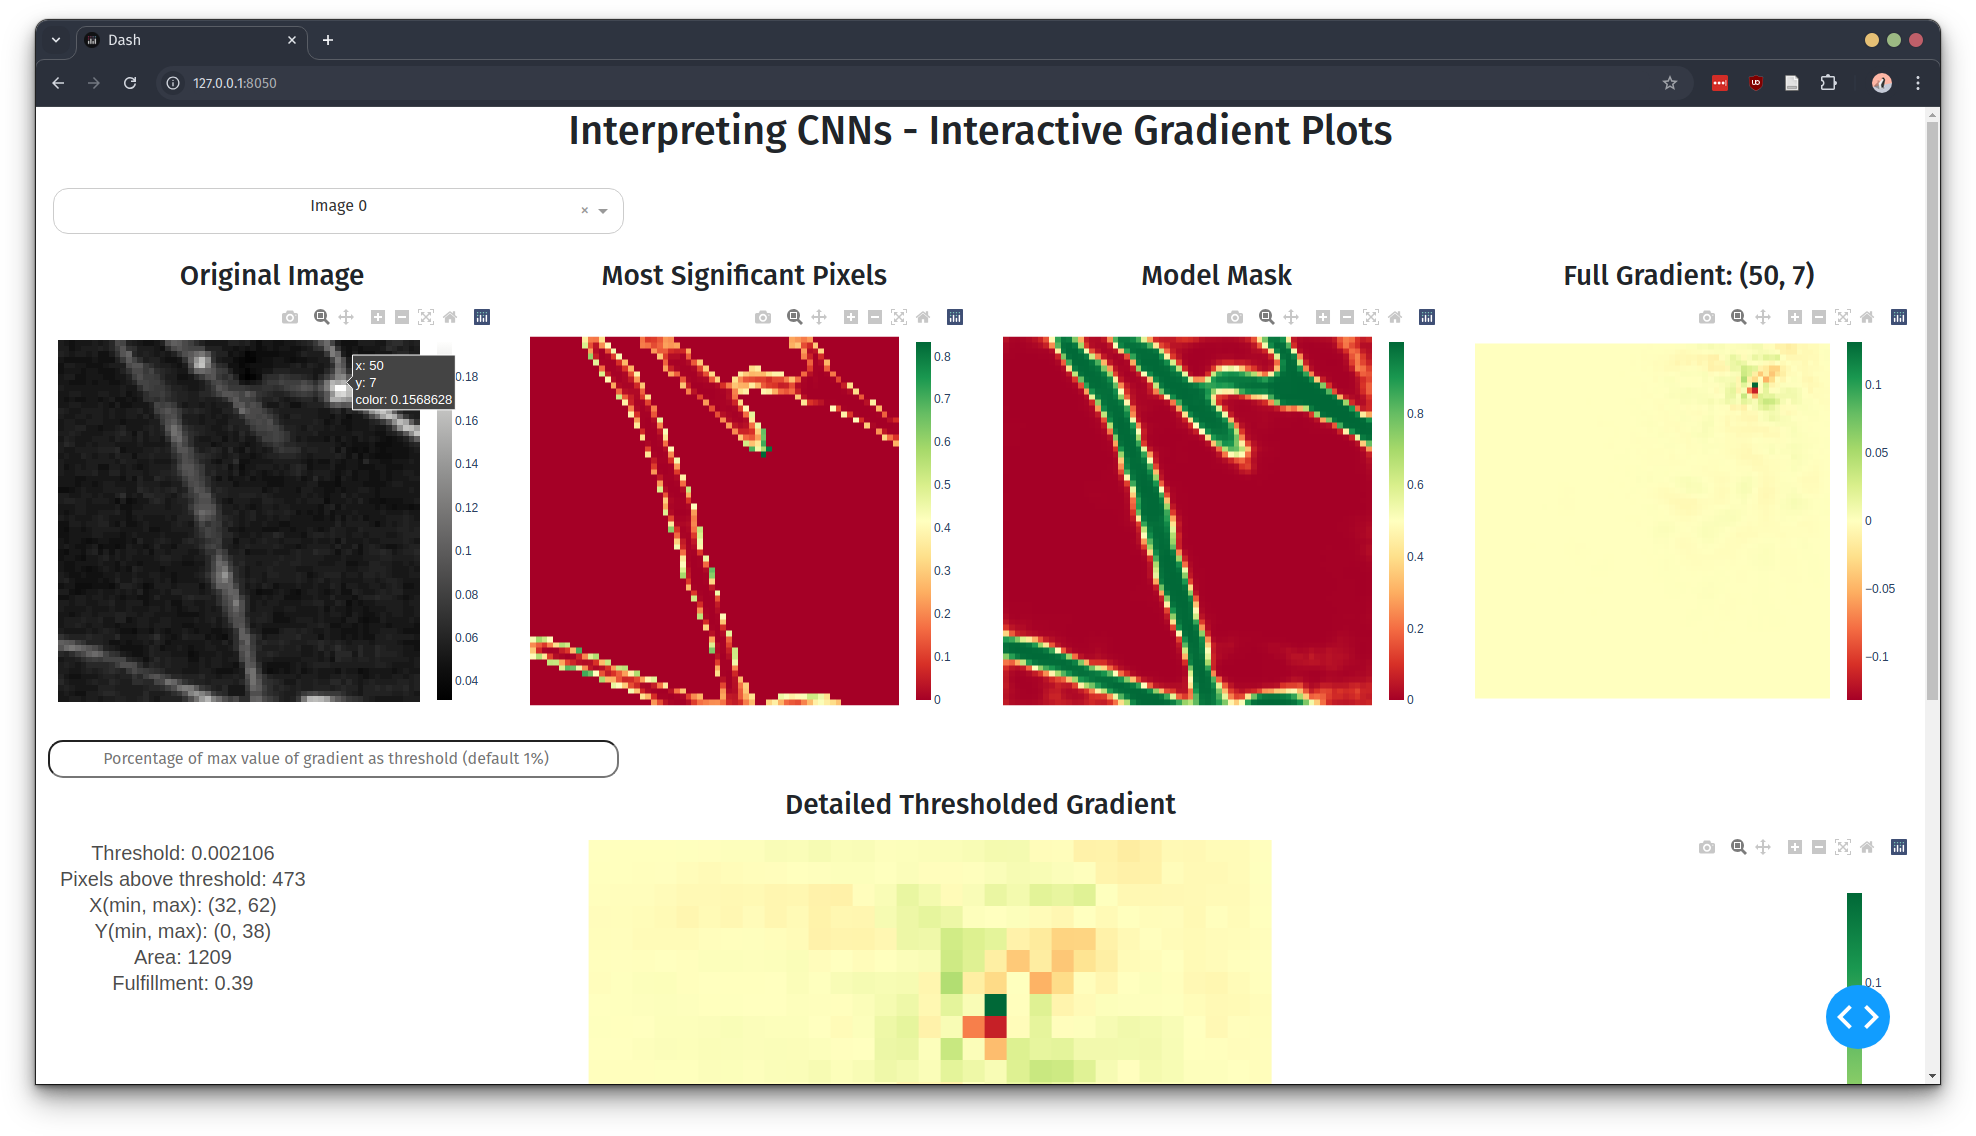 Dash
127.0.0.1:8050
Interpreting CNNs - Interactive Gradient Plots
Image 0
Original Image
Most Significant Pixels
Model Mask
Full Gradient: (50, 7)
x: 50
y: 7
color: 0.1568628
0.18
0.16
0.14
0.12
0.1
0.08
0.06
0.04
0.8
0.7
0.6
0.5
0.4
0.3
0.2
0.1
0
0.8
0.6
0.4
0.2
0
0.1
0.05
0
−0.05
−0.1
Porcentage of max value of gradient as threshold (default 1%)
Detailed Thresholded Gradient
Threshold: 0.002106
Pixels above threshold: 473
X(min, max): (32, 62)
Y(min, max): (0, 38)
Area: 1209
Fulfillment: 0.39
0.1